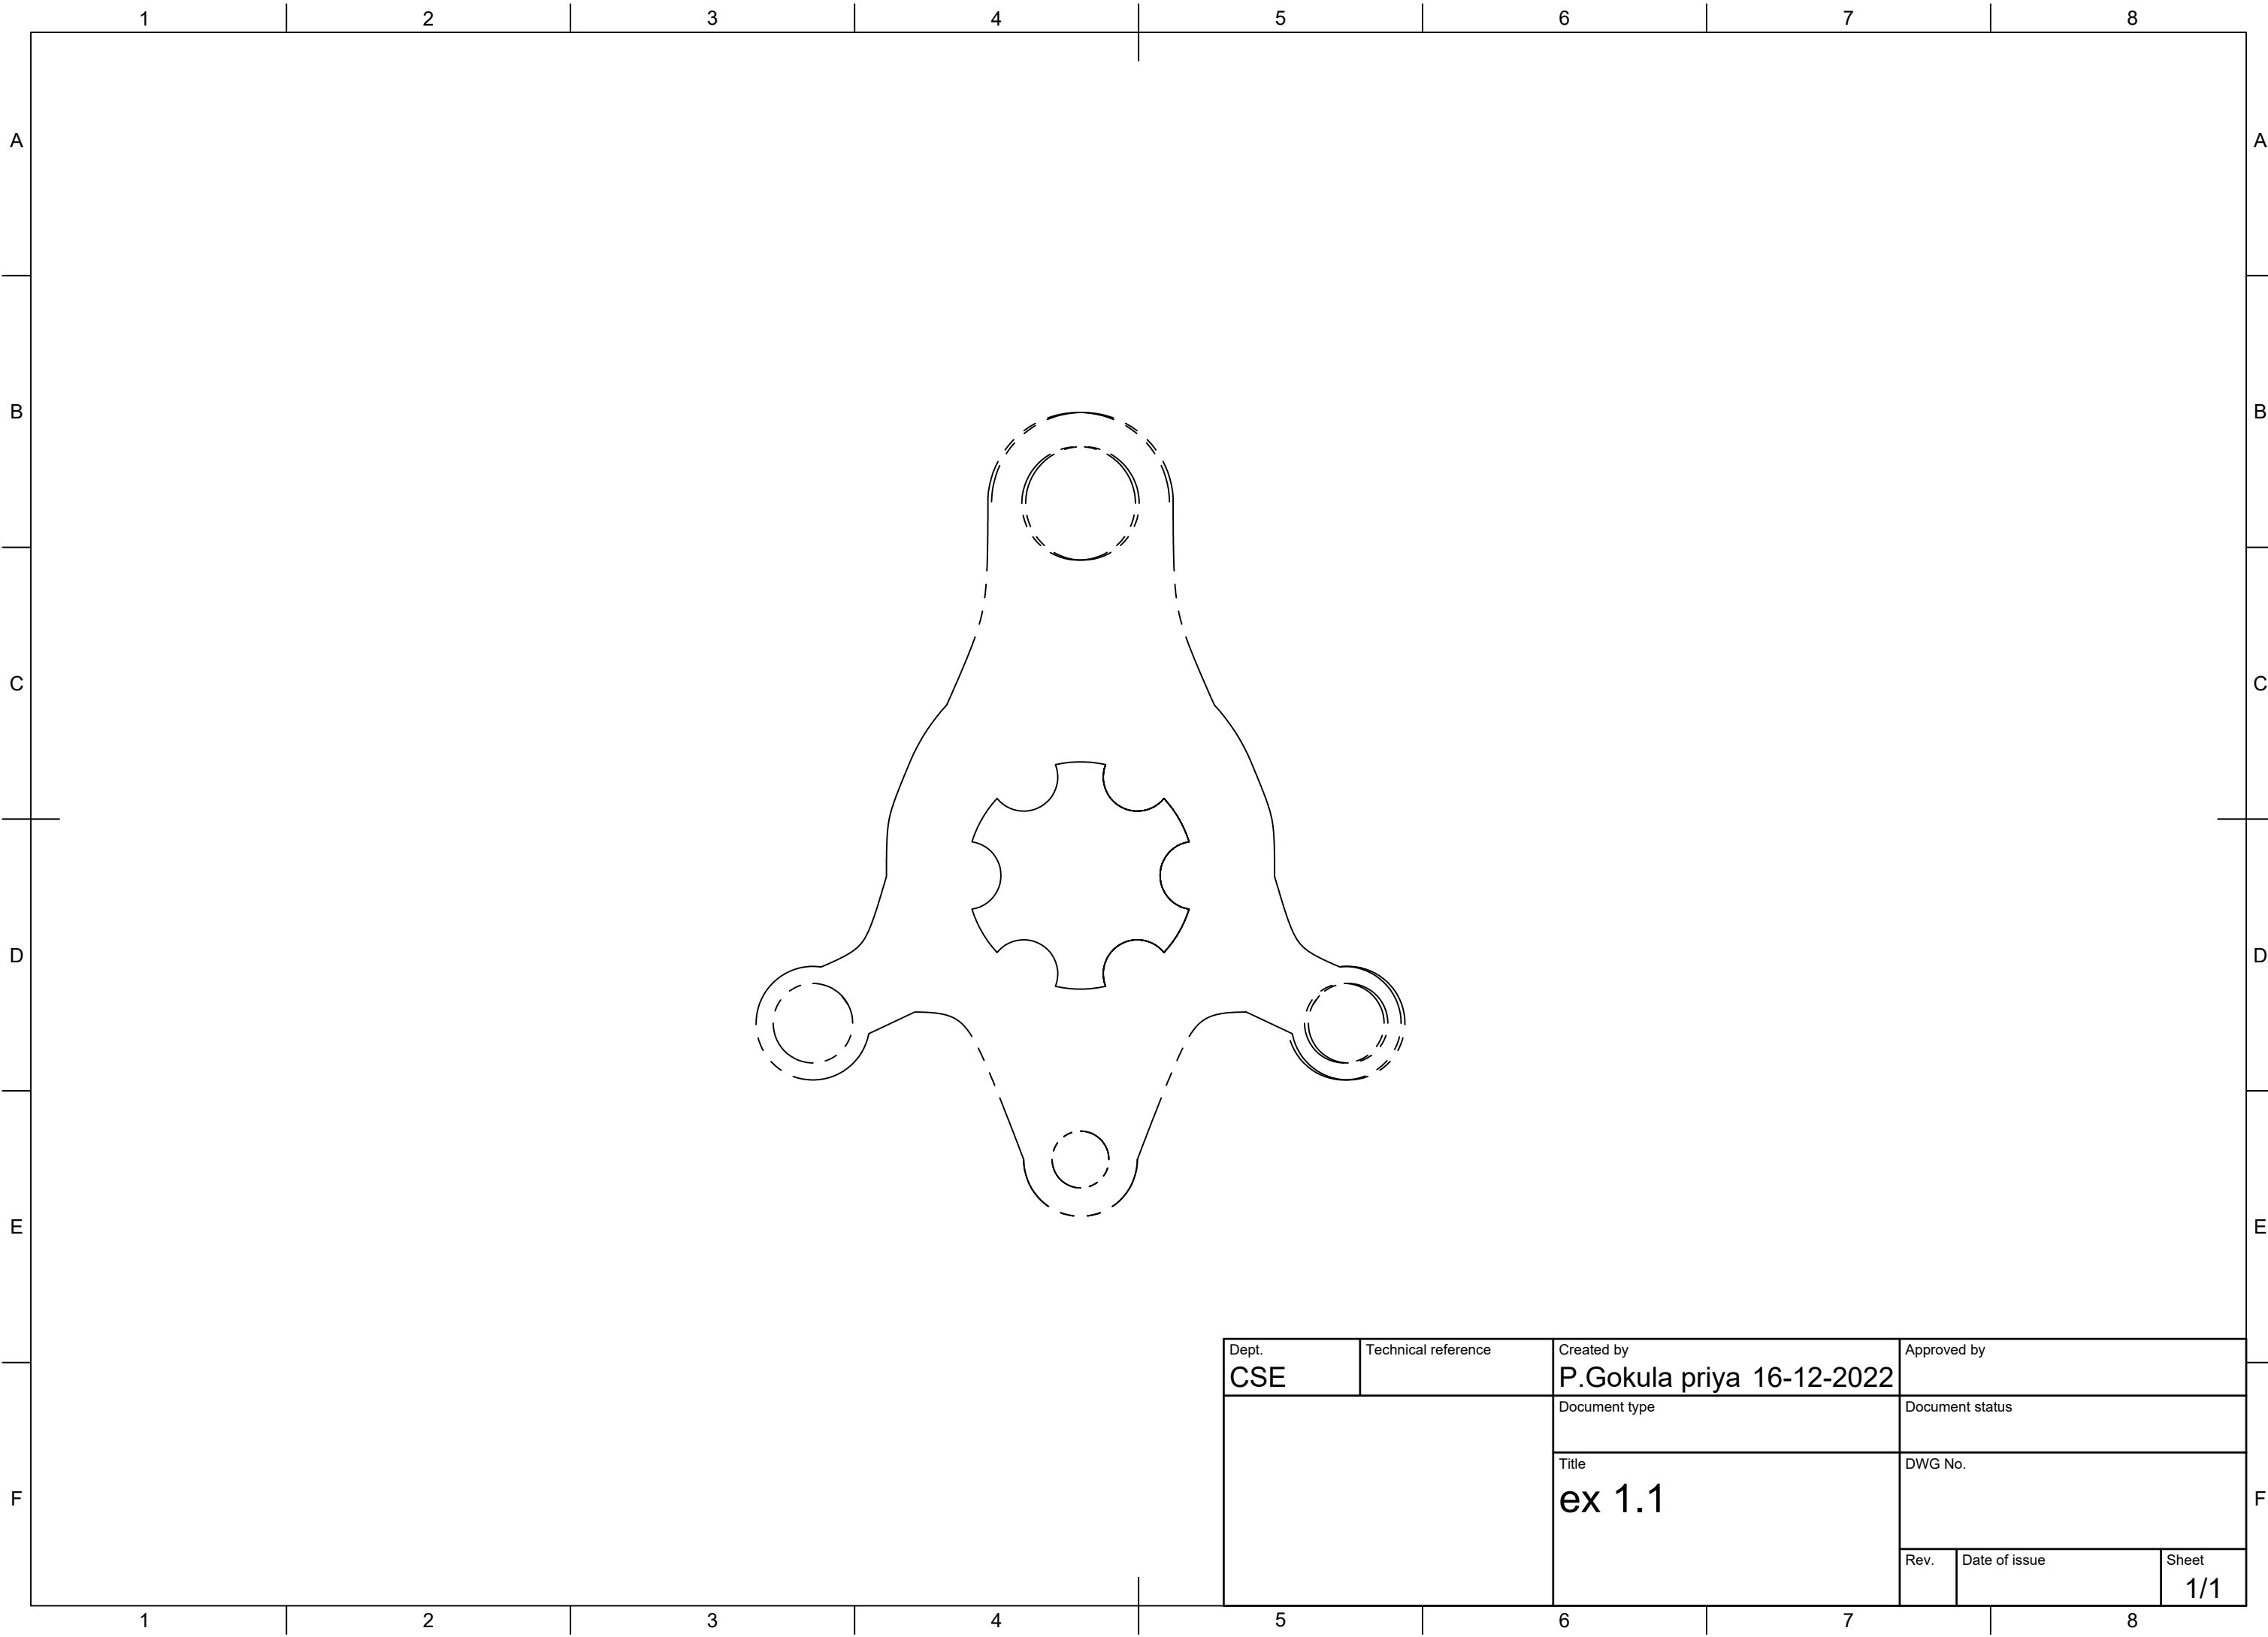 1 2 3 4 5 6 7 8
A A
B B
C C
D D
E E
Dept. Technical reference Created by Approved by
CSE P.Gokula priya 16-12-2022
Document type Document status
Title DWG No.
ex 1.1
F F
Rev. Date of issue Sheet
1/1
1 2 3 4 5 6 7 8